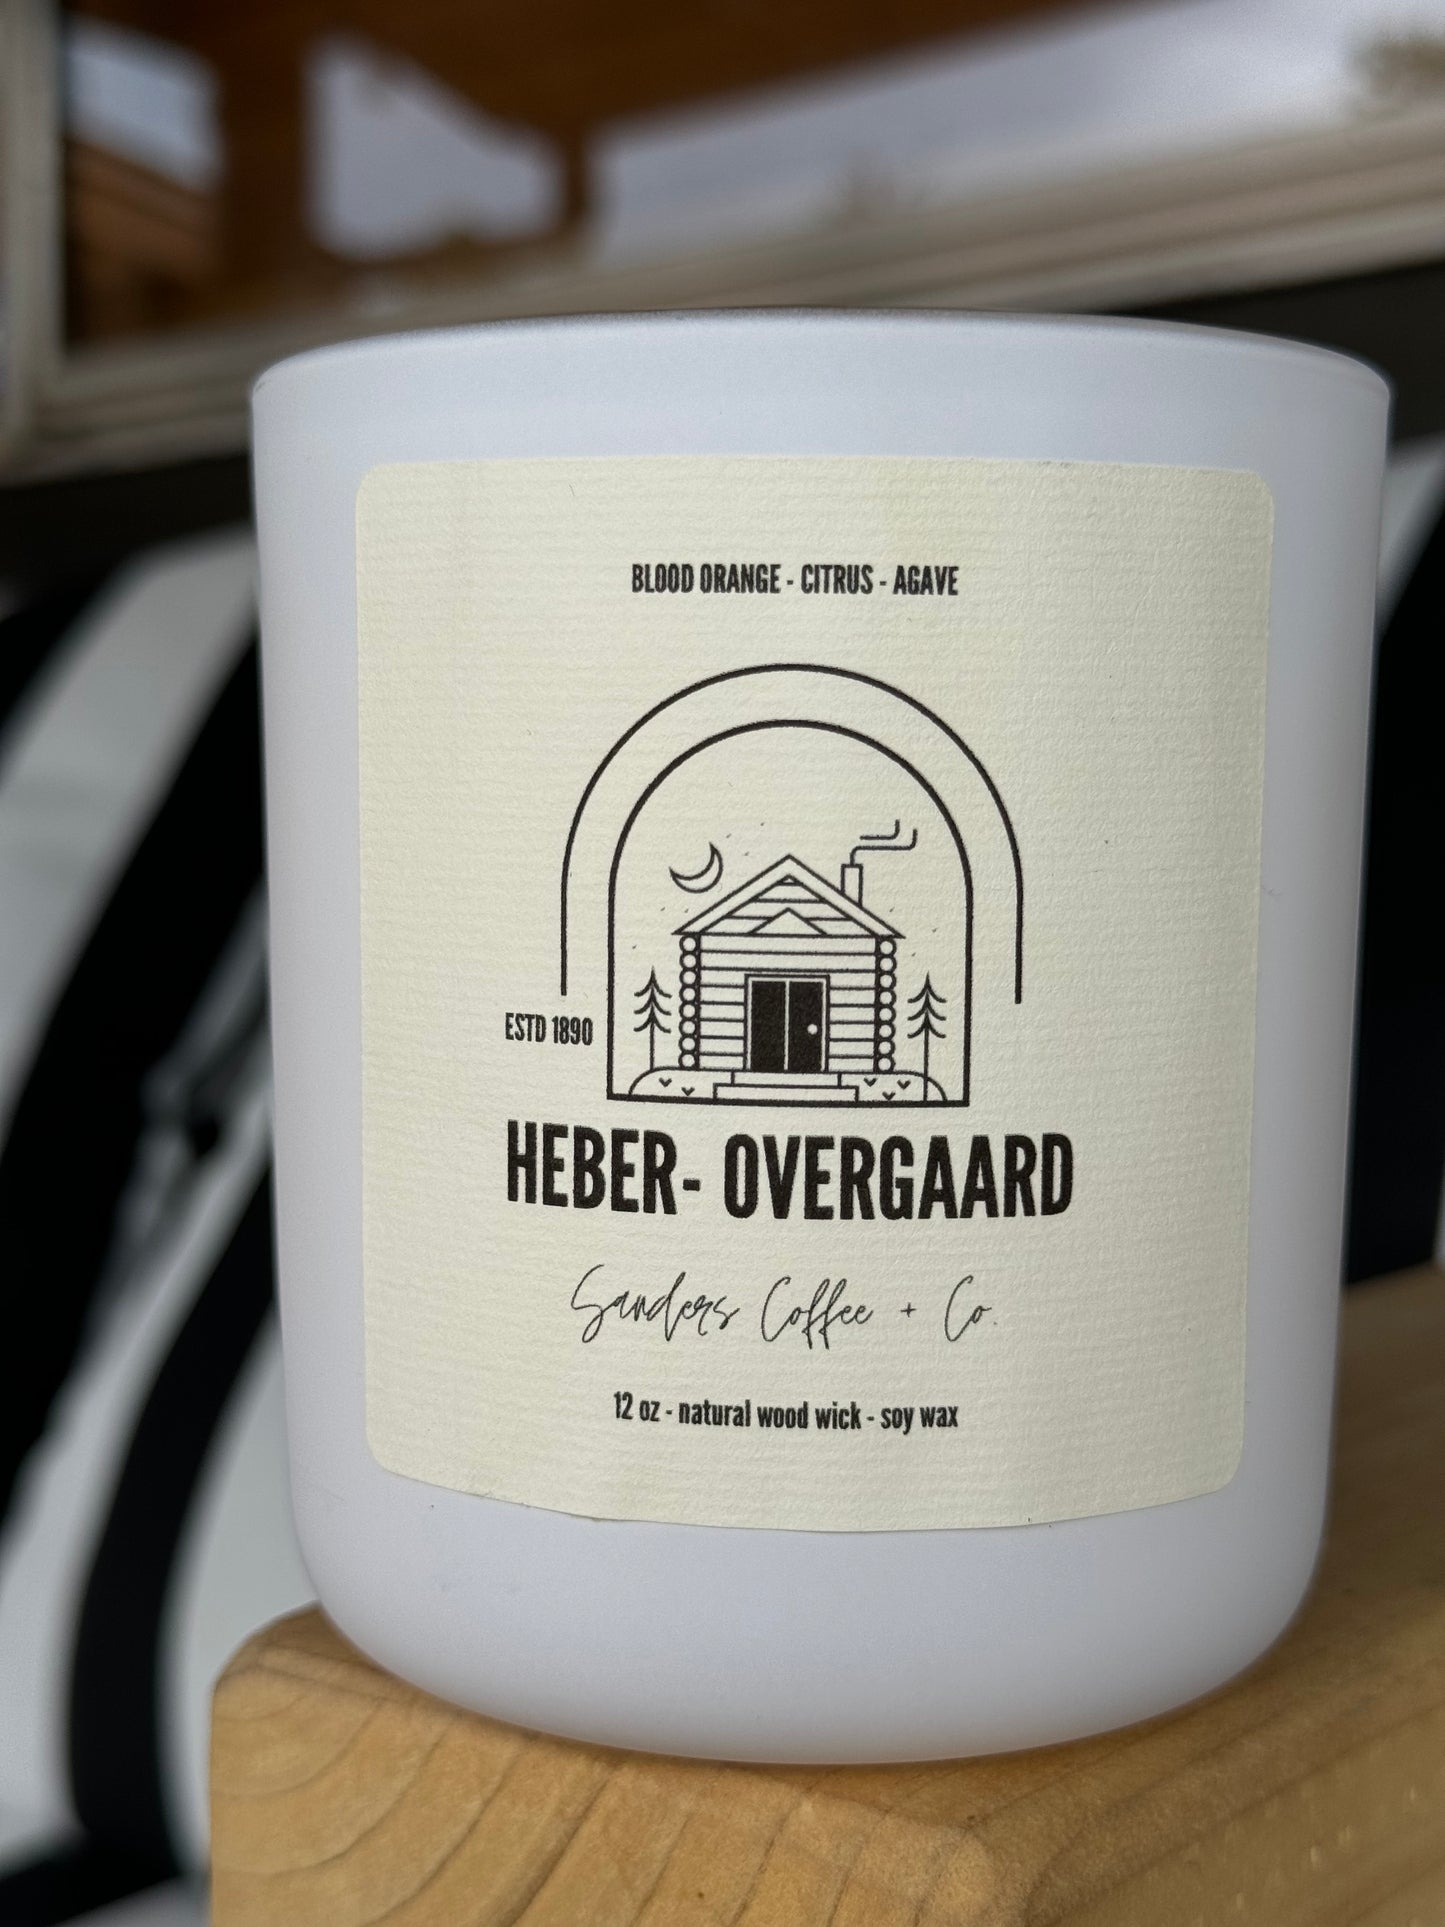 BLOOD ORANGE - CITRUS - AGAVE
ESTD 1890
HEBER- OVERGAARD
Sanders Coffee + Co.
12 oz - natural wood wick - soy wax